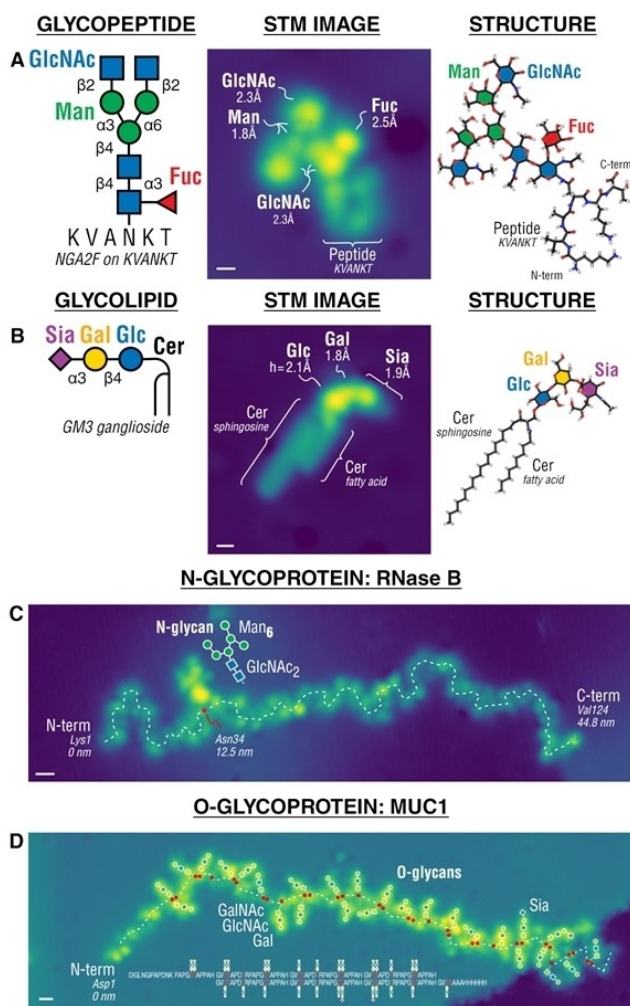 GLYCOPEPTIDE
STM IMAGE
STRUCTURE
A
GlcNAc
β2
β2
Man
α3
α6
β4
β4
α3
Fuc
K V A N K T
NGA2F on KVANKT
GlcNAc
2.3Å
Man
1.8Å
Fuc
2.5Å
GlcNAc
2.3Å
Peptide
KVANKT
Man
GlcNAc
Fuc
C-term
Peptide
KVANKT
N-term
GLYCOLIPID
STM IMAGE
STRUCTURE
B
Sia Gal Glc
Cer
α3
β4
GM3 ganglioside
Glc
h=2.1Å
Gal
1.8Å
Sia
1.9Å
Cer
sphingosine
Cer
fatty acid
Gal
Sia
Glc
Cer
sphingosine
Cer
fatty acid
N-GLYCOPROTEIN: RNase B
C
N-glycan
Man6
GlcNAc2
N-term
Lys1
0 nm
Asn34
12.5 nm
C-term
Val124
44.8 nm
O-GLYCOPROTEIN: MUC1
D
O-glycans
Sia
GalNAc
GlcNAc
Gal
N-term
Asp1
0 nm